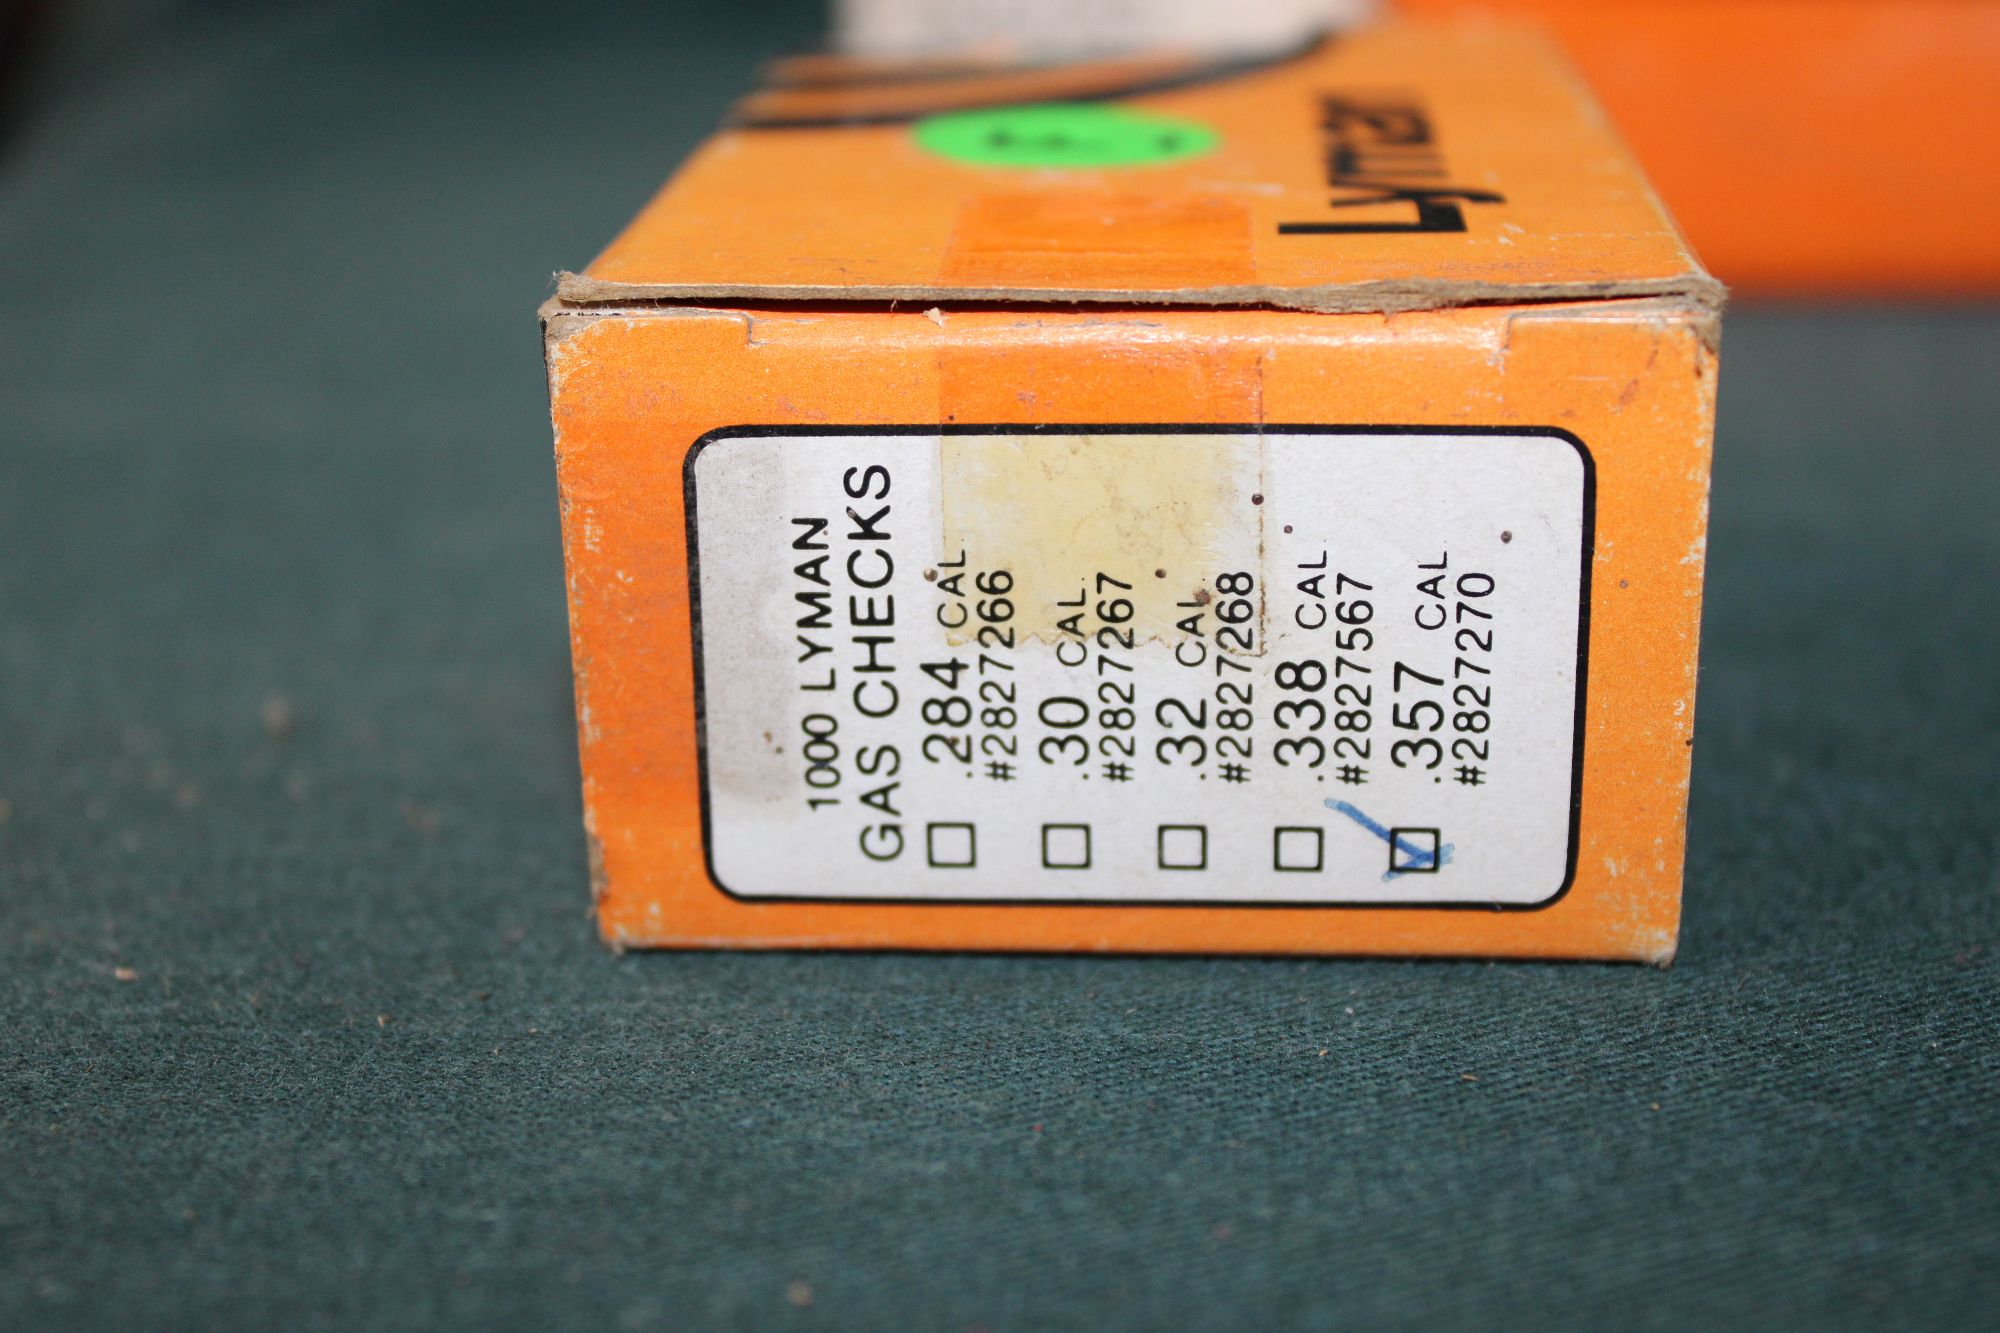 Lyman
1000 LYMAN
GAS CHECKS
.284 CAL
#2827266
.30 CAL.
#2827267
.32 CAL.
#2827268
.338 CAL.
#2827567
.357 CAL
#2827270